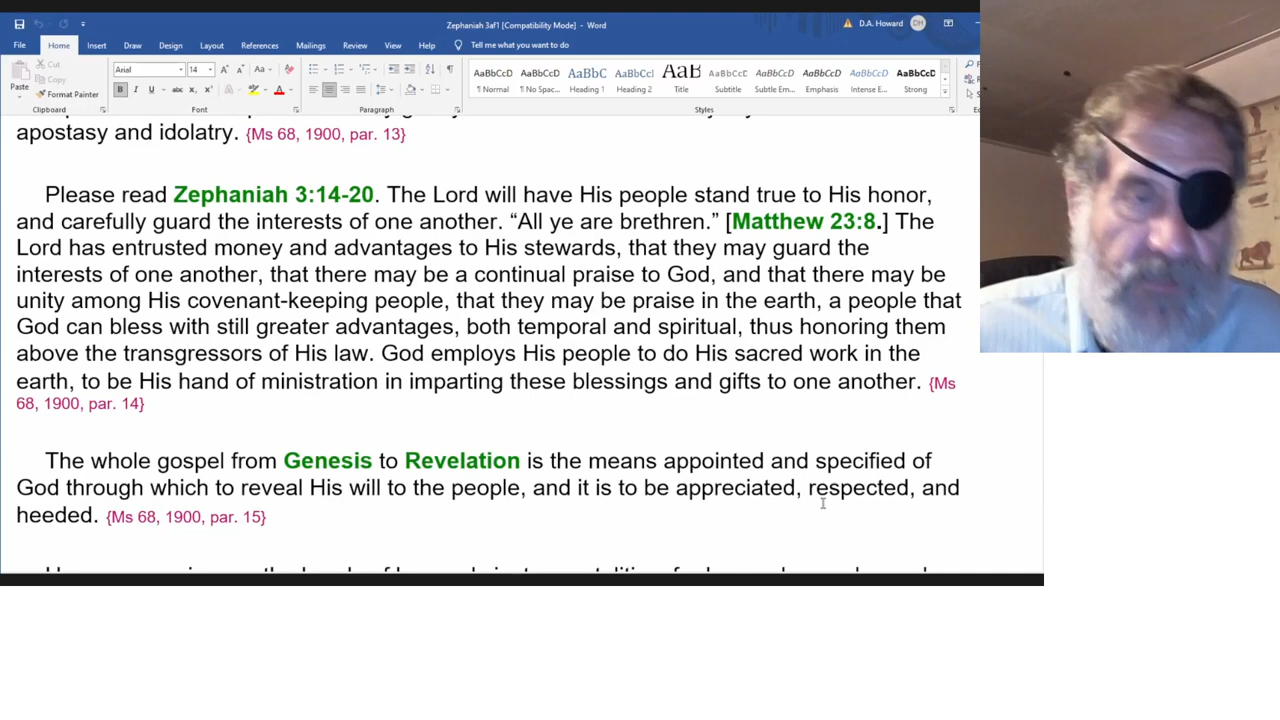 Zephaniah 3af1 [Compatibility Mode] - Word
D.A. Howard
DH
File Home Insert Draw Design Layout References Mailings Review View Help Tell me what you want to do
Paste
Cut
Copy
Format Painter
Clipboard
Arial 14
Font
Paragraph
AaBbCcD AaBbCcD AaBbC AaBbCcI AaB AaBbCcD AaBbCcD AaBbCcD AaBbCcD AaBbCcD
¶ Normal ¶ No Spac... Heading 1 Heading 2 Title Subtitle Subtle Em... Emphasis Intense E... Strong
Styles
apostasy and idolatry. {Ms 68, 1900, par. 13}
Please read Zephaniah 3:14-20. The Lord will have His people stand true to His honor,
and carefully guard the interests of one another. “All ye are brethren.” [Matthew 23:8.] The
Lord has entrusted money and advantages to His stewards, that they may guard the
interests of one another, that there may be a continual praise to God, and that there may be
unity among His covenant-keeping people, that they may be praise in the earth, a people that
God can bless with still greater advantages, both temporal and spiritual, thus honoring them
above the transgressors of His law. God employs His people to do His sacred work in the
earth, to be His hand of ministration in imparting these blessings and gifts to one another. {Ms
68, 1900, par. 14}
The whole gospel from Genesis to Revelation is the means appointed and specified of
God through which to reveal His will to the people, and it is to be appreciated, respected, and
heeded. {Ms 68, 1900, par. 15}